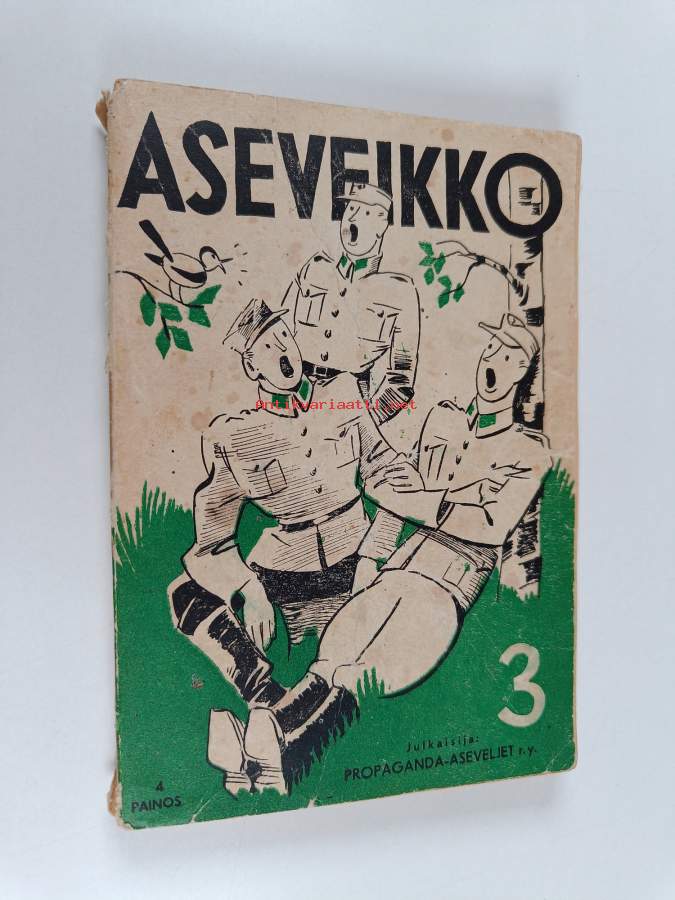 ASEVEIKKO
Antikvariaatti.net
3
Julkaisija:
PROPAGANDA-ASEVELJET r.y.
4
PAINOS